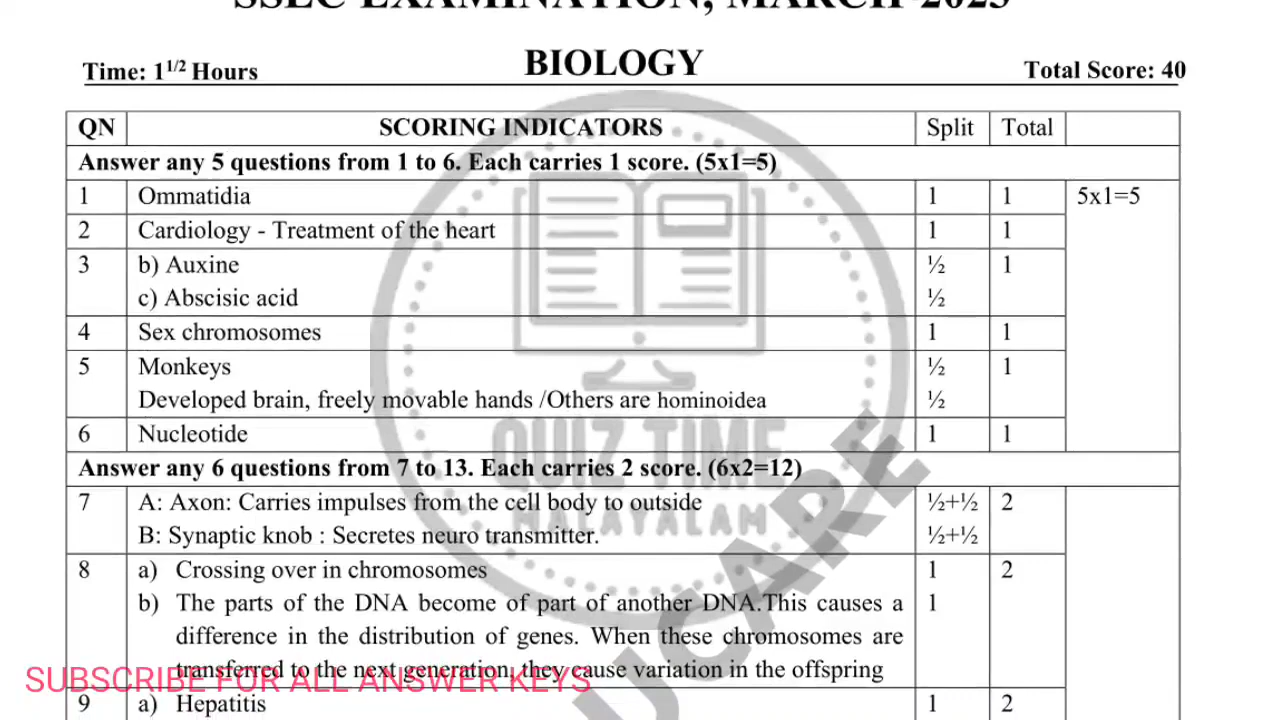 SSLC EXAMINATION, MARCH-2023
BIOLOGY
Time: 1 1/2 Hours
Total Score: 40
QN SCORING INDICATORS Split Total
Answer any 5 questions from 1 to 6. Each carries 1 score. (5x1=5)
1 Ommatidia 1 1 5x1=5
2 Cardiology - Treatment of the heart 1 1
3 b) Auxine ½ 1
c) Abscisic acid ½
4 Sex chromosomes 1 1
5 Monkeys ½ 1
Developed brain, freely movable hands /Others are hominoidea ½
6 Nucleotide 1 1
Answer any 6 questions from 7 to 13. Each carries 2 score. (6x2=12)
7 A: Axon: Carries impulses from the cell body to outside ½+½ 2
B: Synaptic knob : Secretes neuro transmitter. ½+½
8 a) Crossing over in chromosomes 1 2
b) The parts of the DNA become of part of another DNA.This causes a 1
difference in the distribution of genes. When these chromosomes are
transferred to the next generation, they cause variation in the offspring
9 a) Hepatitis 1 2
QUIZ TIME
MALAYALAM
UCARE
SUBSCRIBE FOR ALL ANSWER KEYS